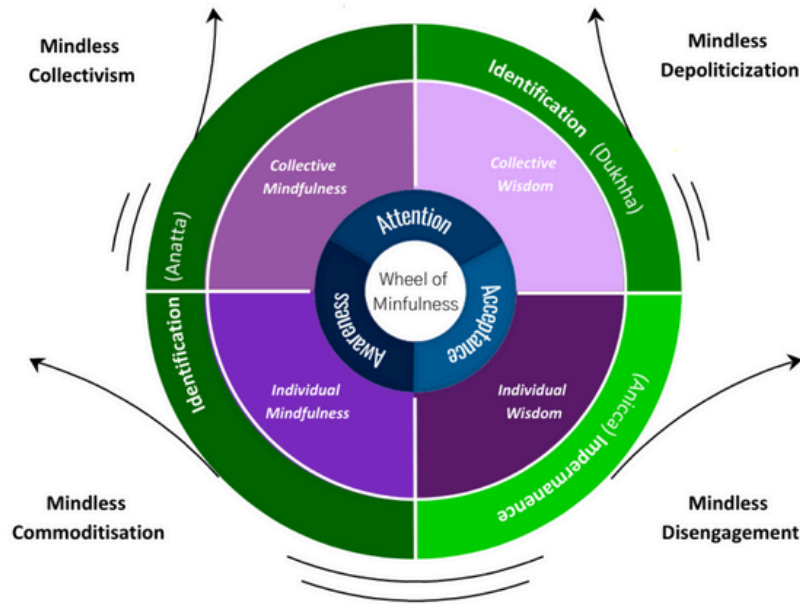 Mindless
Collectivism
Mindless
Depoliticization
Identification (Dukhha)
Collective
Mindfulness
Collective
Wisdom
Attention
Identification (Anatta)
Wheel of
Minfulness
Awareness
Acceptance
Individual
Mindfulness
Individual
Wisdom
(Anicca) Impermanence
Mindless
Commoditisation
Mindless
Disengagement